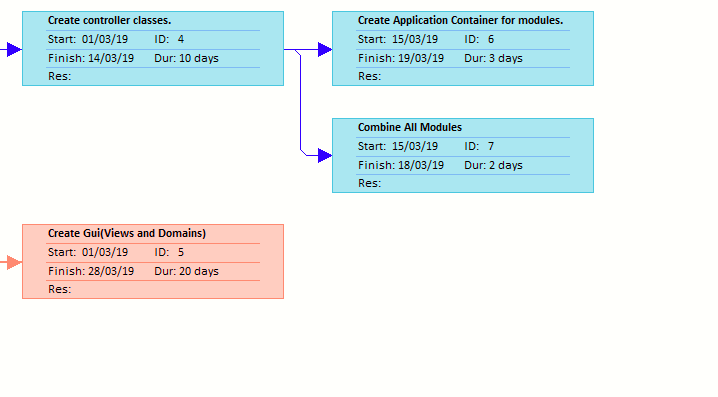 Create controller classes.
Start: 01/03/19 ID: 4
Finish: 14/03/19 Dur: 10 days
Res:
Create Application Container for modules.
Start: 15/03/19 ID: 6
Finish: 19/03/19 Dur: 3 days
Res:
Combine All Modules
Start: 15/03/19 ID: 7
Finish: 18/03/19 Dur: 2 days
Res:
Create Gui(Views and Domains)
Start: 01/03/19 ID: 5
Finish: 28/03/19 Dur: 20 days
Res: